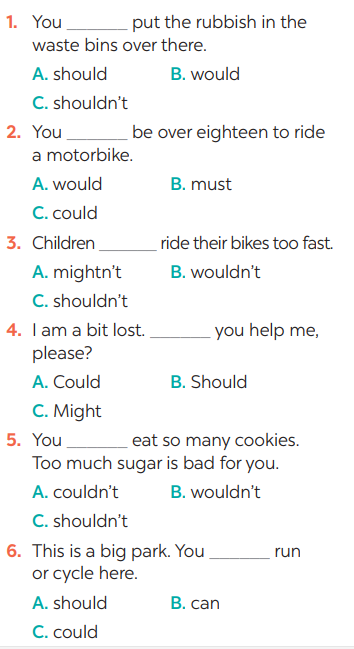 1. You _______ put the rubbish in the
waste bins over there.
A. should B. would
C. shouldn't
2. You _______ be over eighteen to ride
a motorbike.
A. would B. must
C. could
3. Children _______ ride their bikes too fast.
A. mightn't B. wouldn't
C. shouldn't
4. I am a bit lost. _______ you help me,
please?
A. Could B. Should
C. Might
5. You _______ eat so many cookies.
Too much sugar is bad for you.
A. couldn't B. wouldn't
C. shouldn't
6. This is a big park. You _______ run
or cycle here.
A. should B. can
C. could